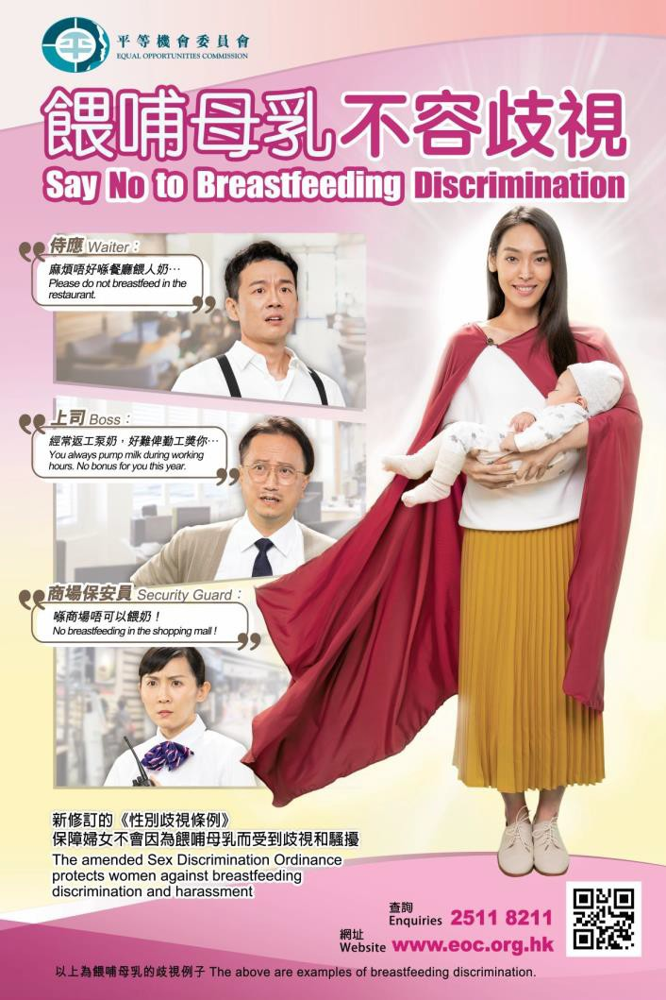 平等機會委員會
EQUAL OPPORTUNITIES COMMISSION
餵哺母乳不容歧視
Say No to Breastfeeding Discrimination
侍應 Waiter：
麻煩唔好喺餐廳餵人奶…
Please do not breastfeed in the
restaurant.
上司 Boss：
經常返工泵奶，好難俾勤工獎你…
You always pump milk during working
hours. No bonus for you this year.
商場保安員 Security Guard：
喺商場唔可以餵奶！
No breastfeeding in the shopping mall !
新修訂的《性別歧視條例》
保障婦女不會因為餵哺母乳而受到歧視和騷擾
The amended Sex Discrimination Ordinance
protects women against breastfeeding
discrimination and harassment
查詢
Enquiries 2511 8211
網址
Website www.eoc.org.hk
以上為餵哺母乳的歧視例子 The above are examples of breastfeeding discrimination.